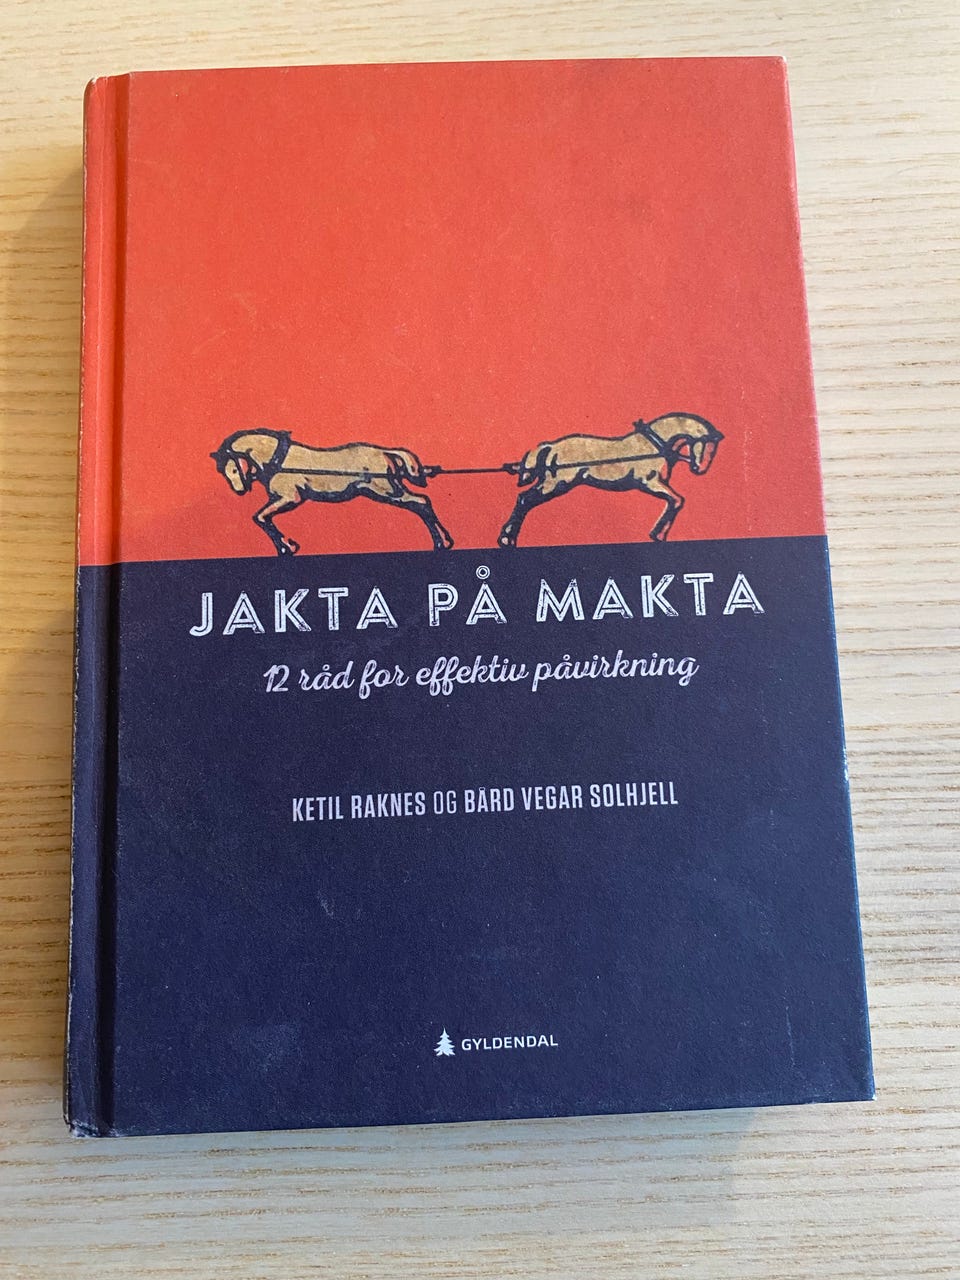 JAKTA PÅ MAKTA
12 råd for effektiv påvirkning
KETIL RAKNES OG BÅRD VEGAR SOLHJELL
GYLDENDAL